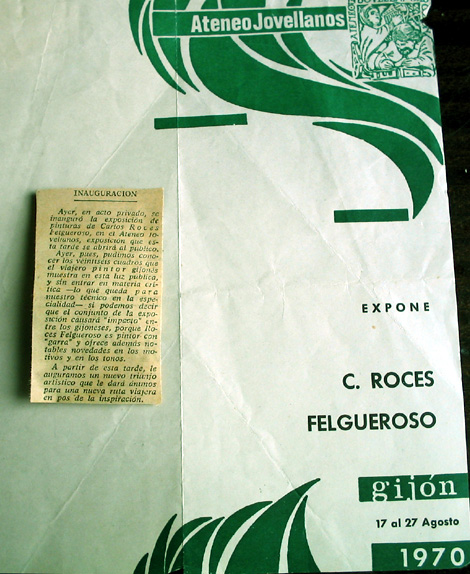 Ateneo Jovellanos
INAUGURACION
Ayer, en acto privado, se
inauguró la exposición de
pinturas de Carlos Roces
Felgueroso, en el Ateneo Jo-
vellanos, exposición que es-
ta tarde se abrirá al público.
Ayer, pues, pudimos cono-
cer los veintiséis cuadros que
el viajero pintor gijonés
muestra en esta luz pública,
y sin entrar en materia crí-
tica —lo que queda para
nuestro técnico en la espe-
cialidad— sí podemos decir
que el conjunto de la expo-
sición causará "impacto" en-
tre los gijoneses, porque Ro-
ces Felgueroso es pintor con
"garra" y ofrece además no-
tables novedades en los mo-
tivos y en los tonos.
A partir de esta tarde, le
auguramos un nuevo triunfo
artístico que le dará ánimos
para una nueva ruta viajera
en pos de la inspiración.
EXPONE
C. ROCES
FELGUEROSO
gijón
17 al 27 Agosto
1970